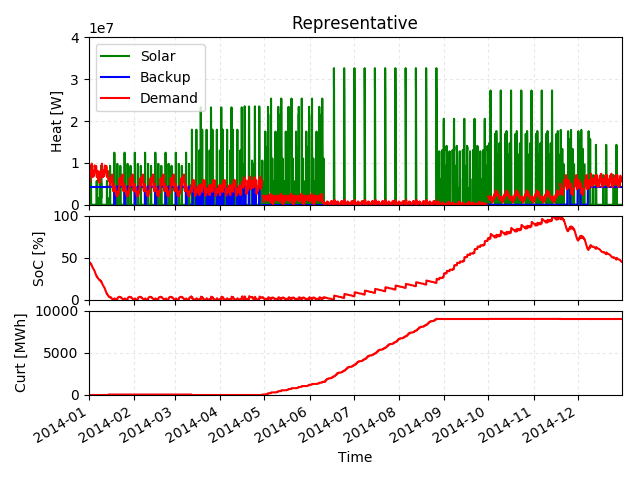 Representative
1e7
Heat [W]
4
3
2
1
0
Solar
Backup
Demand
SoC [%]
100
50
0
Curt [MWh]
10000
5000
0
2014-01
2014-02
2014-03
2014-04
2014-05
2014-06
2014-07
2014-08
2014-09
2014-10
2014-11
2014-12
Time